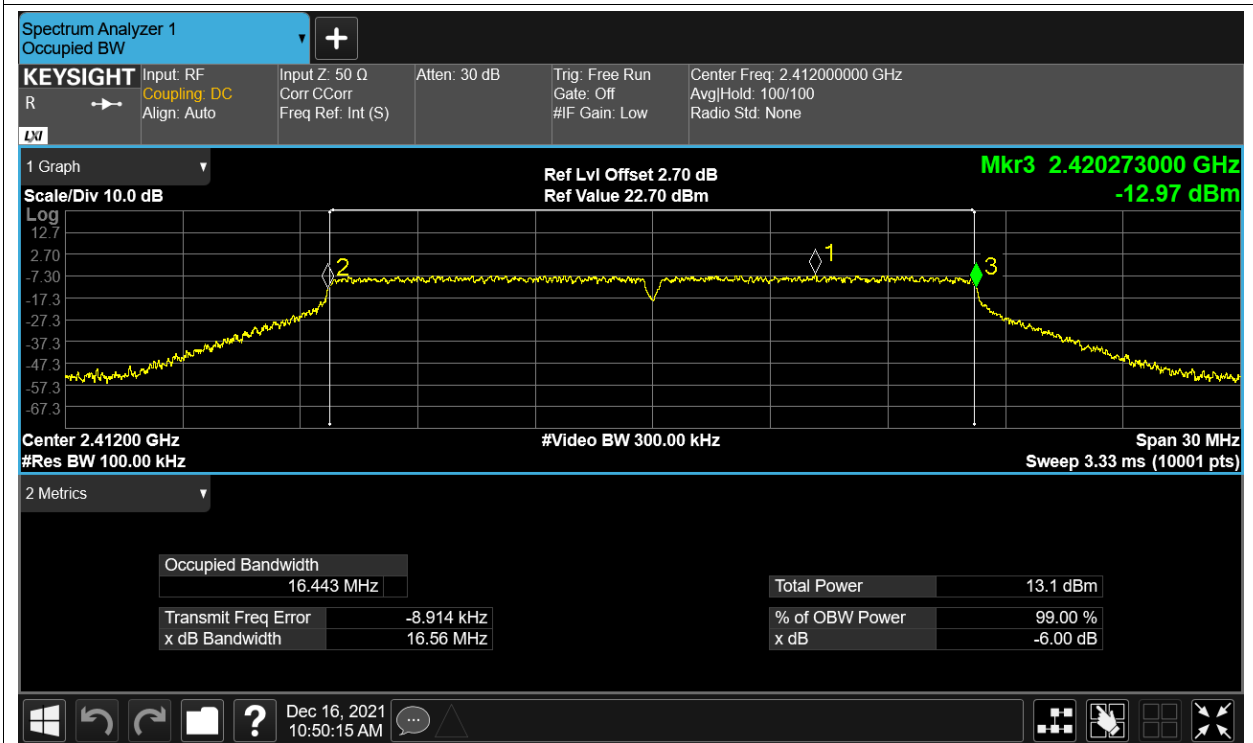 Spectrum Analyzer 1
Occupied BW
KEYSIGHT
R
LXI
Input: RF
Coupling: DC
Align: Auto
Input Z: 50 Ω
Corr CCorr
Freq Ref: Int (S)
Atten: 30 dB
Trig: Free Run
Gate: Off
#IF Gain: Low
Center Freq: 2.412000000 GHz
Avg|Hold: 100/100
Radio Std: None
1 Graph
Scale/Div 10.0 dB
Ref Lvl Offset 2.70 dB
Ref Value 22.70 dBm
Mkr3 2.420273000 GHz
-12.97 dBm
Log
12.7
2.70
-7.30
-17.3
-27.3
-37.3
-47.3
-57.3
-67.3
2
1
3
Center 2.41200 GHz
#Res BW 100.00 kHz
#Video BW 300.00 kHz
Span 30 MHz
Sweep 3.33 ms (10001 pts)
2 Metrics
Occupied Bandwidth
16.443 MHz
Transmit Freq Error -8.914 kHz
x dB Bandwidth 16.56 MHz
Total Power 13.1 dBm
% of OBW Power 99.00 %
x dB -6.00 dB
?
Dec 16, 2021
10:50:15 AM